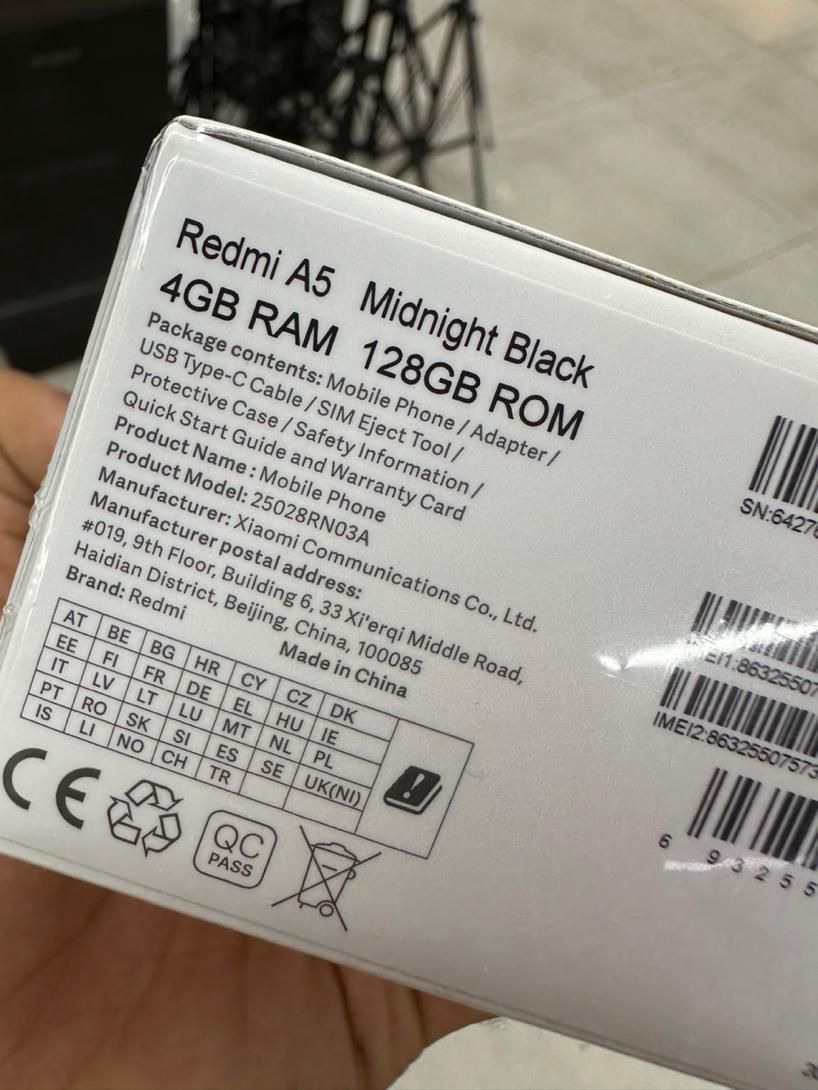 Redmi A5 Midnight Black
4GB RAM 128GB ROM
Package contents: Mobile Phone / Adapter /
USB Type-C Cable / SIM Eject Tool /
Protective Case / Safety Information /
Quick Start Guide and Warranty Card
Product Name : Mobile Phone
Product Model: 25028RN03A
Manufacturer: Xiaomi Communications Co., Ltd.
Manufacturer postal address:
#019, 9th Floor, Building 6, 33 Xi'erqi Middle Road,
Haidian District, Beijing, China, 100085
Brand: Redmi
Made in China
AT BE BG HR CY CZ DK
EE FI FR DE EL HU IE
IT LV LT LU MT NL PL
PT RO SK SI ES SE UK(NI)
IS LI NO CH TR
CE
QC
PASS
6 93255